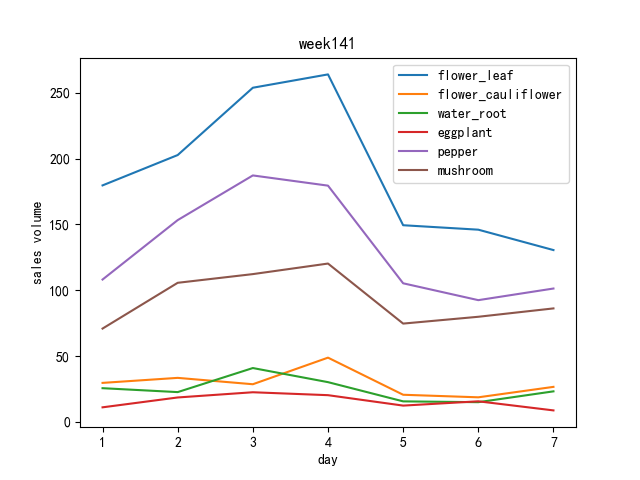 week141
flower_leaf
flower_cauliflower
water_root
eggplant
pepper
mushroom
250
200
150
100
50
0
sales volume
1 2 3 4 5 6 7
day